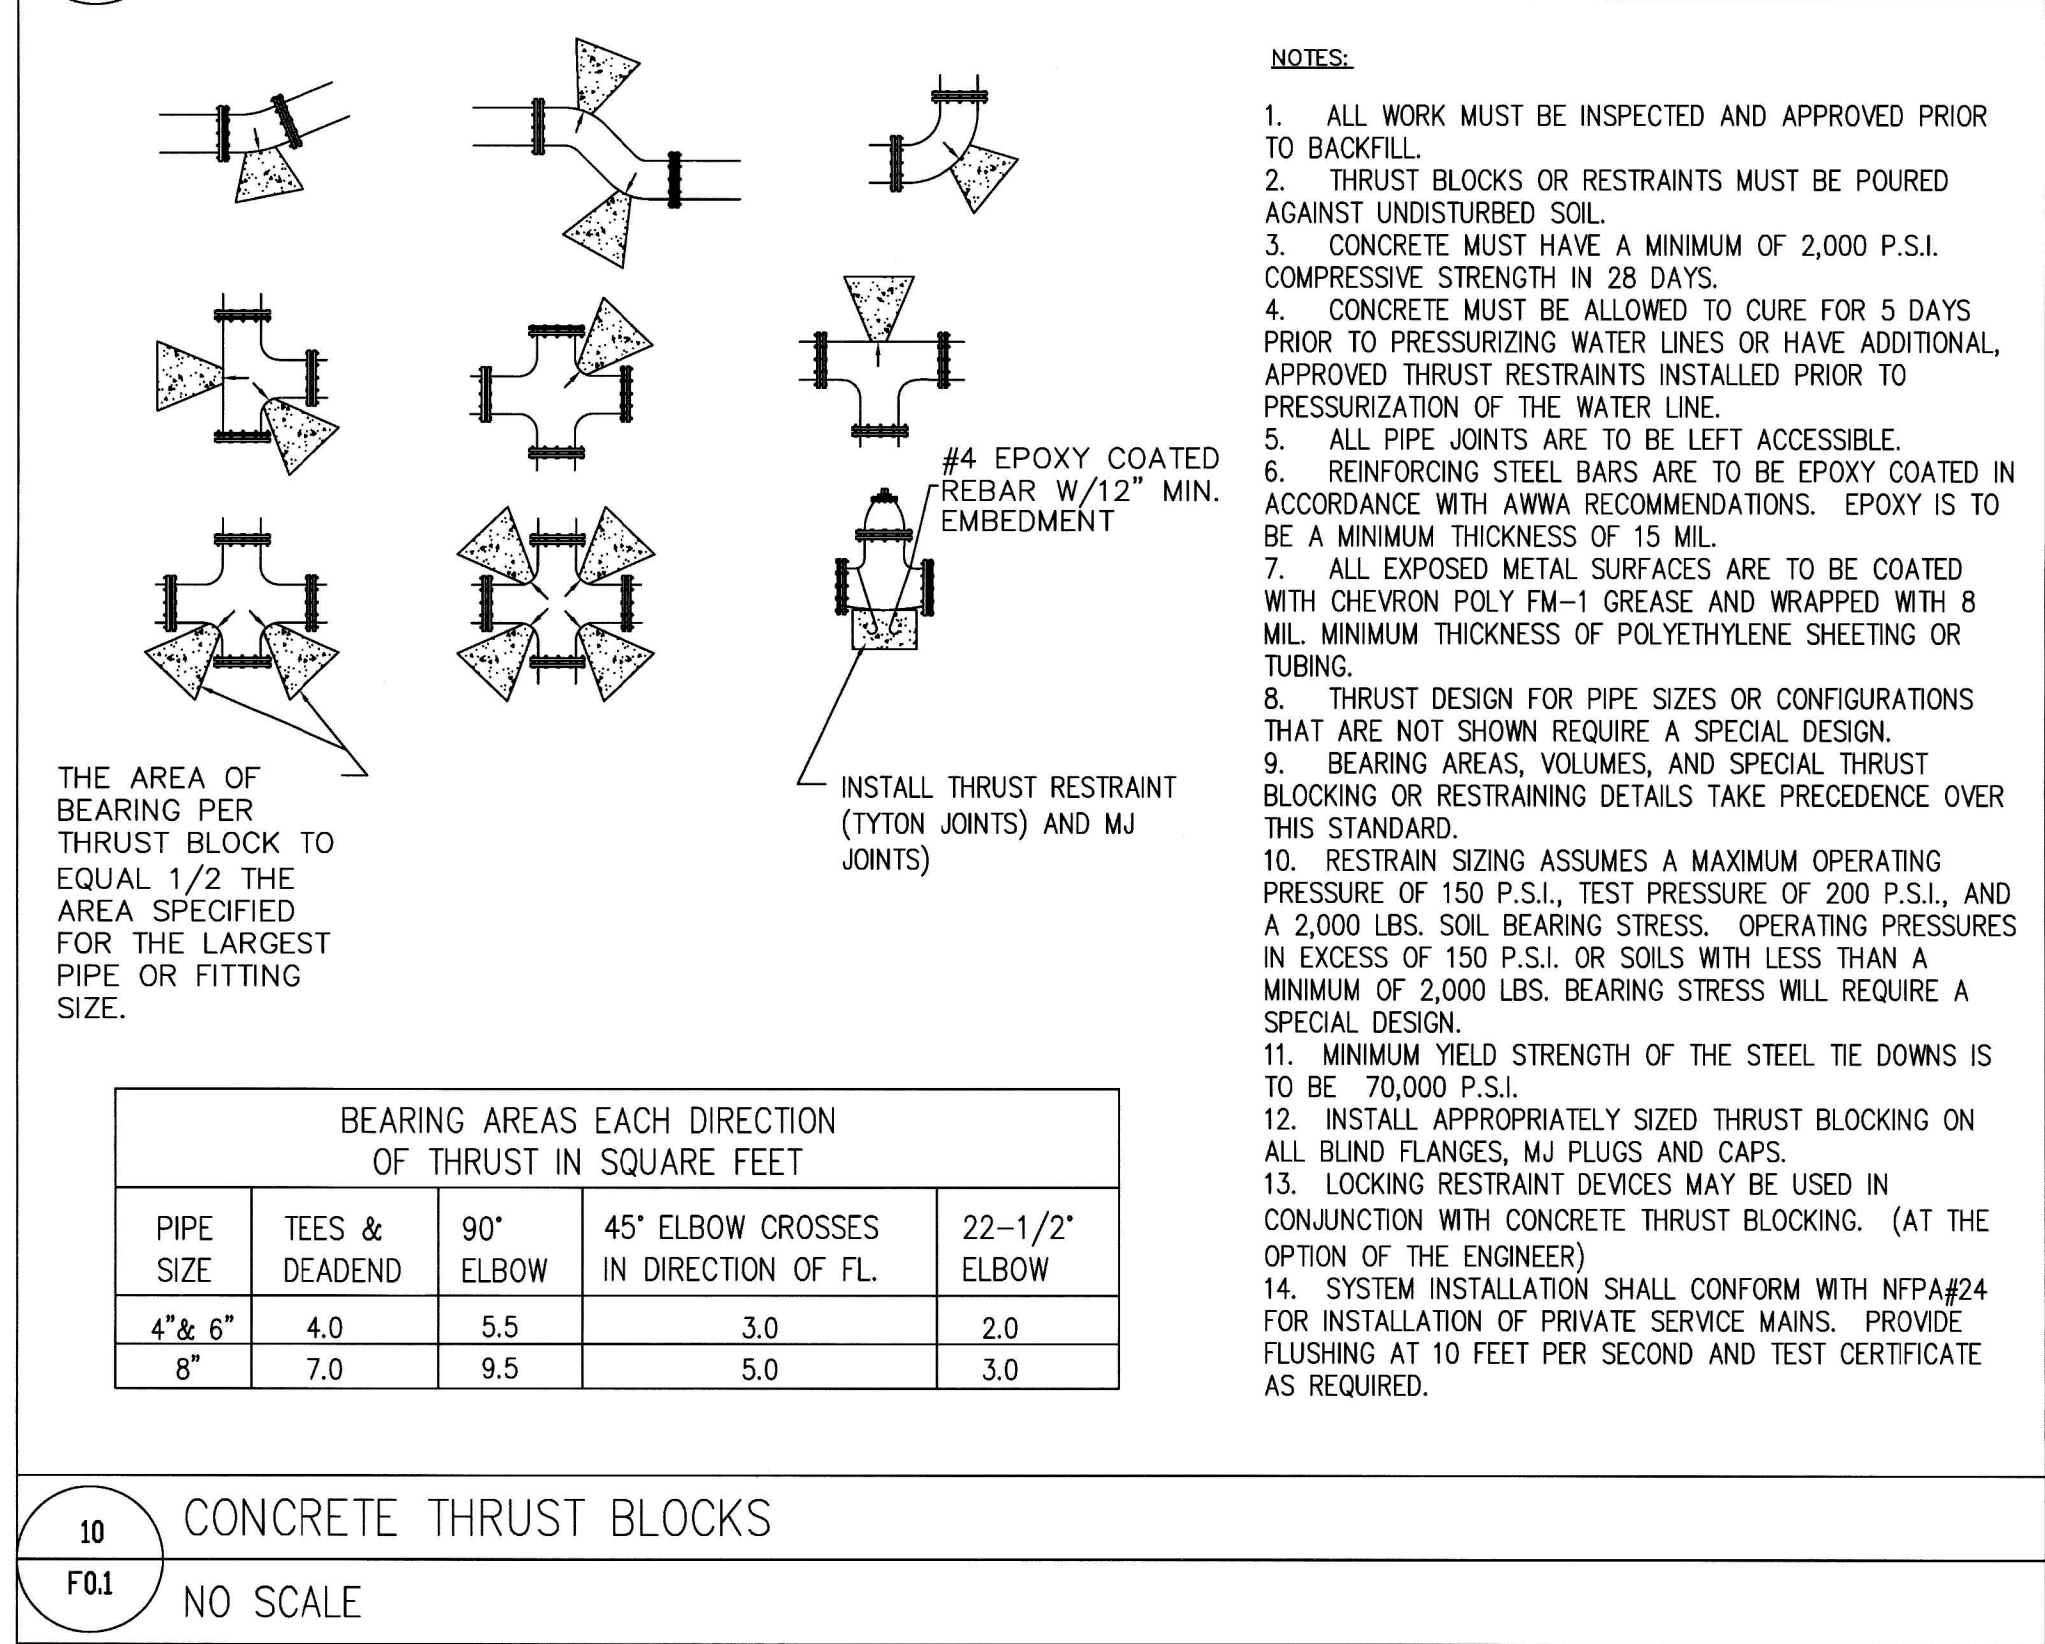 #4 EPOXY COATED
REBAR W/12" MIN.
EMBEDMENT
THE AREA OF
BEARING PER
THRUST BLOCK TO
EQUAL 1/2 THE
AREA SPECIFIED
FOR THE LARGEST
PIPE OR FITTING
SIZE.
INSTALL THRUST RESTRAINT
(TYTON JOINTS) AND MJ
JOINTS)
BEARING AREAS EACH DIRECTION
OF THRUST IN SQUARE FEET
PIPE SIZE TEES & DEADEND 90° ELBOW 45° ELBOW CROSSES IN DIRECTION OF FL. 22-1/2° ELBOW
4"& 6" 4.0 5.5 3.0 2.0
8" 7.0 9.5 5.0 3.0
NOTES:
1. ALL WORK MUST BE INSPECTED AND APPROVED PRIOR
TO BACKFILL.
2. THRUST BLOCKS OR RESTRAINTS MUST BE POURED
AGAINST UNDISTURBED SOIL.
3. CONCRETE MUST HAVE A MINIMUM OF 2,000 P.S.I.
COMPRESSIVE STRENGTH IN 28 DAYS.
4. CONCRETE MUST BE ALLOWED TO CURE FOR 5 DAYS
PRIOR TO PRESSURIZING WATER LINES OR HAVE ADDITIONAL,
APPROVED THRUST RESTRAINTS INSTALLED PRIOR TO
PRESSURIZATION OF THE WATER LINE.
5. ALL PIPE JOINTS ARE TO BE LEFT ACCESSIBLE.
6. REINFORCING STEEL BARS ARE TO BE EPOXY COATED IN
ACCORDANCE WITH AWWA RECOMMENDATIONS. EPOXY IS TO
BE A MINIMUM THICKNESS OF 15 MIL.
7. ALL EXPOSED METAL SURFACES ARE TO BE COATED
WITH CHEVRON POLY FM-1 GREASE AND WRAPPED WITH 8
MIL. MINIMUM THICKNESS OF POLYETHYLENE SHEETING OR
TUBING.
8. THRUST DESIGN FOR PIPE SIZES OR CONFIGURATIONS
THAT ARE NOT SHOWN REQUIRE A SPECIAL DESIGN.
9. BEARING AREAS, VOLUMES, AND SPECIAL THRUST
BLOCKING OR RESTRAINING DETAILS TAKE PRECEDENCE OVER
THIS STANDARD.
10. RESTRAIN SIZING ASSUMES A MAXIMUM OPERATING
PRESSURE OF 150 P.S.I., TEST PRESSURE OF 200 P.S.I., AND
A 2,000 LBS. SOIL BEARING STRESS. OPERATING PRESSURES
IN EXCESS OF 150 P.S.I. OR SOILS WITH LESS THAN A
MINIMUM OF 2,000 LBS. BEARING STRESS WILL REQUIRE A
SPECIAL DESIGN.
11. MINIMUM YIELD STRENGTH OF THE STEEL TIE DOWNS IS
TO BE 70,000 P.S.I.
12. INSTALL APPROPRIATELY SIZED THRUST BLOCKING ON
ALL BLIND FLANGES, MJ PLUGS AND CAPS.
13. LOCKING RESTRAINT DEVICES MAY BE USED IN
CONJUNCTION WITH CONCRETE THRUST BLOCKING. (AT THE
OPTION OF THE ENGINEER)
14. SYSTEM INSTALLATION SHALL CONFORM WITH NFPA#24
FOR INSTALLATION OF PRIVATE SERVICE MAINS. PROVIDE
FLUSHING AT 10 FEET PER SECOND AND TEST CERTIFICATE
AS REQUIRED.
10
F0.1
CONCRETE THRUST BLOCKS
NO SCALE